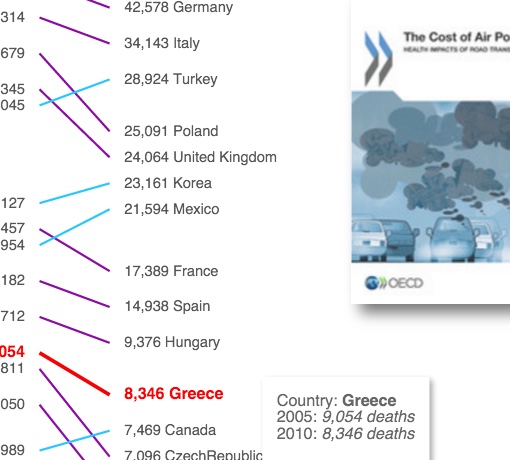 42,578 Germany
314
34,143 Italy
679
28,924 Turkey
345
045
25,091 Poland
24,064 United Kingdom
23,161 Korea
127
21,594 Mexico
457
954
17,389 France
182
14,938 Spain
712
9,376 Hungary
054
811
8,346 Greece
050
7,469 Canada
989
7,096 CzechRepublic
The Cost of Air Po
HEALTH IMPACTS OF ROAD TRANS
OECD
Country: Greece
2005: 9,054 deaths
2010: 8,346 deaths